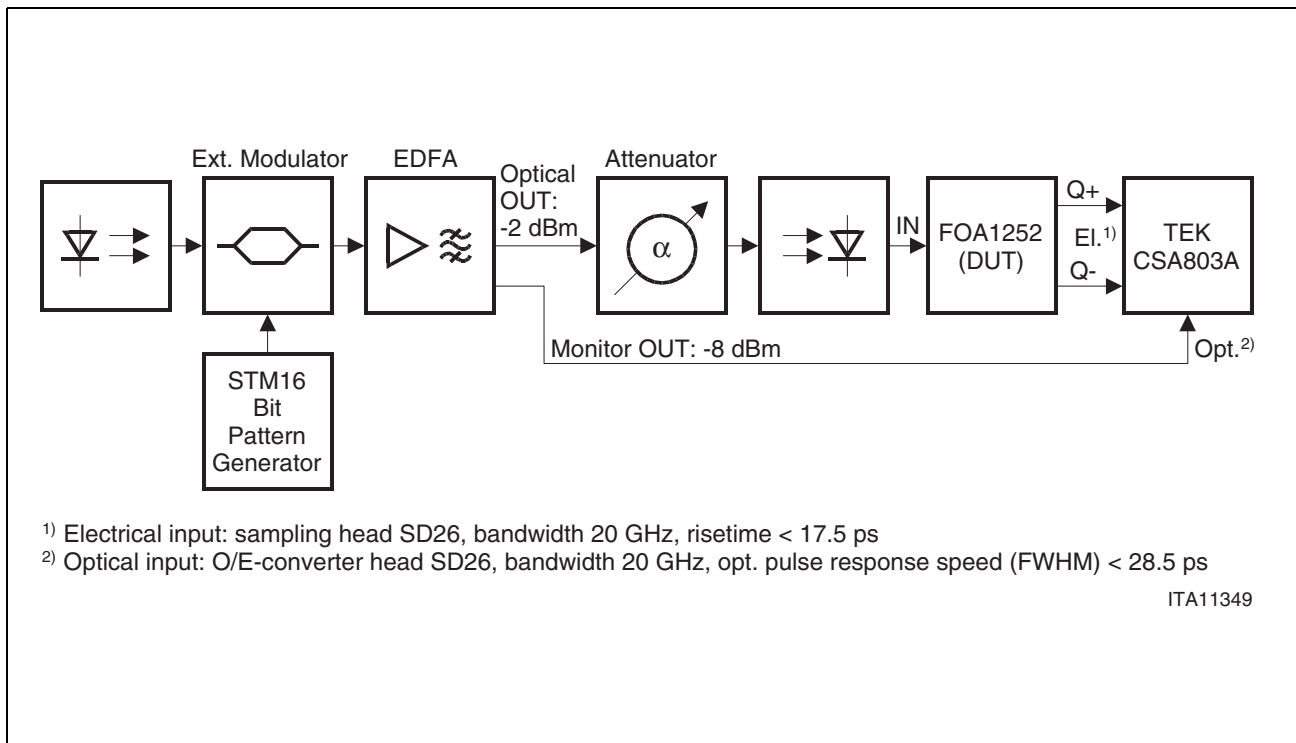 Ext. Modulator
EDFA
Optical
OUT:
-2 dBm
Attenuator
α
IN
FOA1252
(DUT)
Q+
El.1)
Q-
TEK
CSA803A
Monitor OUT: -8 dBm
Opt.2)
STM16
Bit
Pattern
Generator
1) Electrical input: sampling head SD26, bandwidth 20 GHz, risetime < 17.5 ps
2) Optical input: O/E-converter head SD26, bandwidth 20 GHz, opt. pulse response speed (FWHM) < 28.5 ps
ITA11349